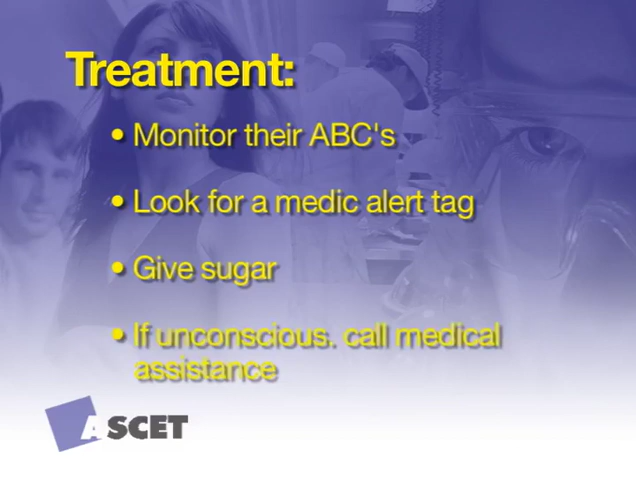 Treatment:
• Monitor their ABC's
• Look for a medic alert tag
• Give sugar
• If unconscious. call medical
assistance
ASCET